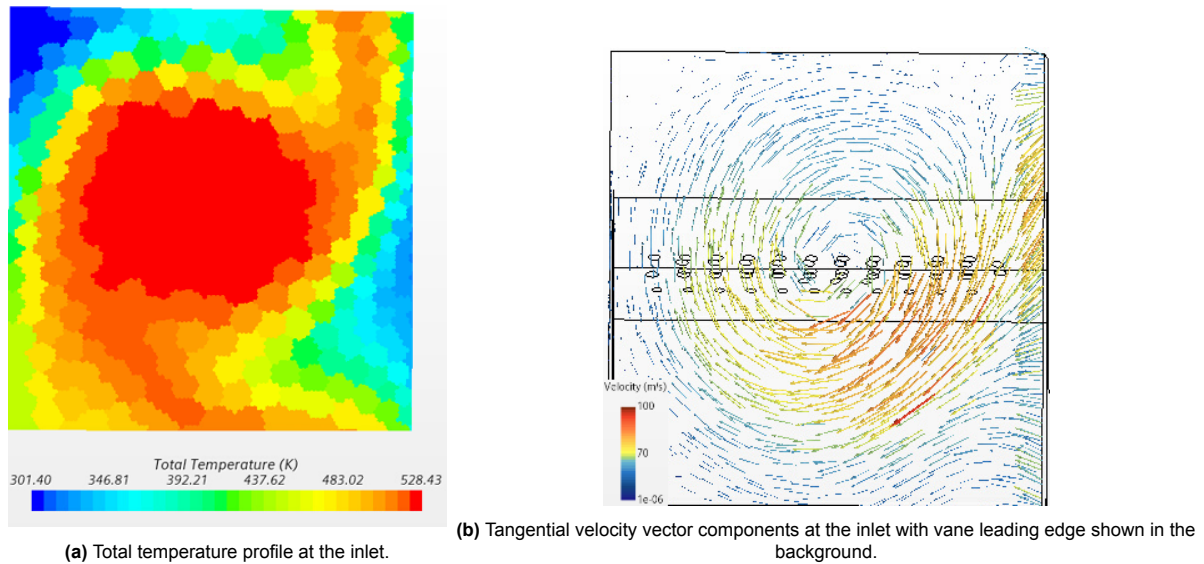 Total Temperature (K)
301.40 346.81 392.21 437.62 483.02 528.43
(a) Total temperature profile at the inlet.
Velocity (m/s)
100
70
1e-06
(b) Tangential velocity vector components at the inlet with vane leading edge shown in the
background.